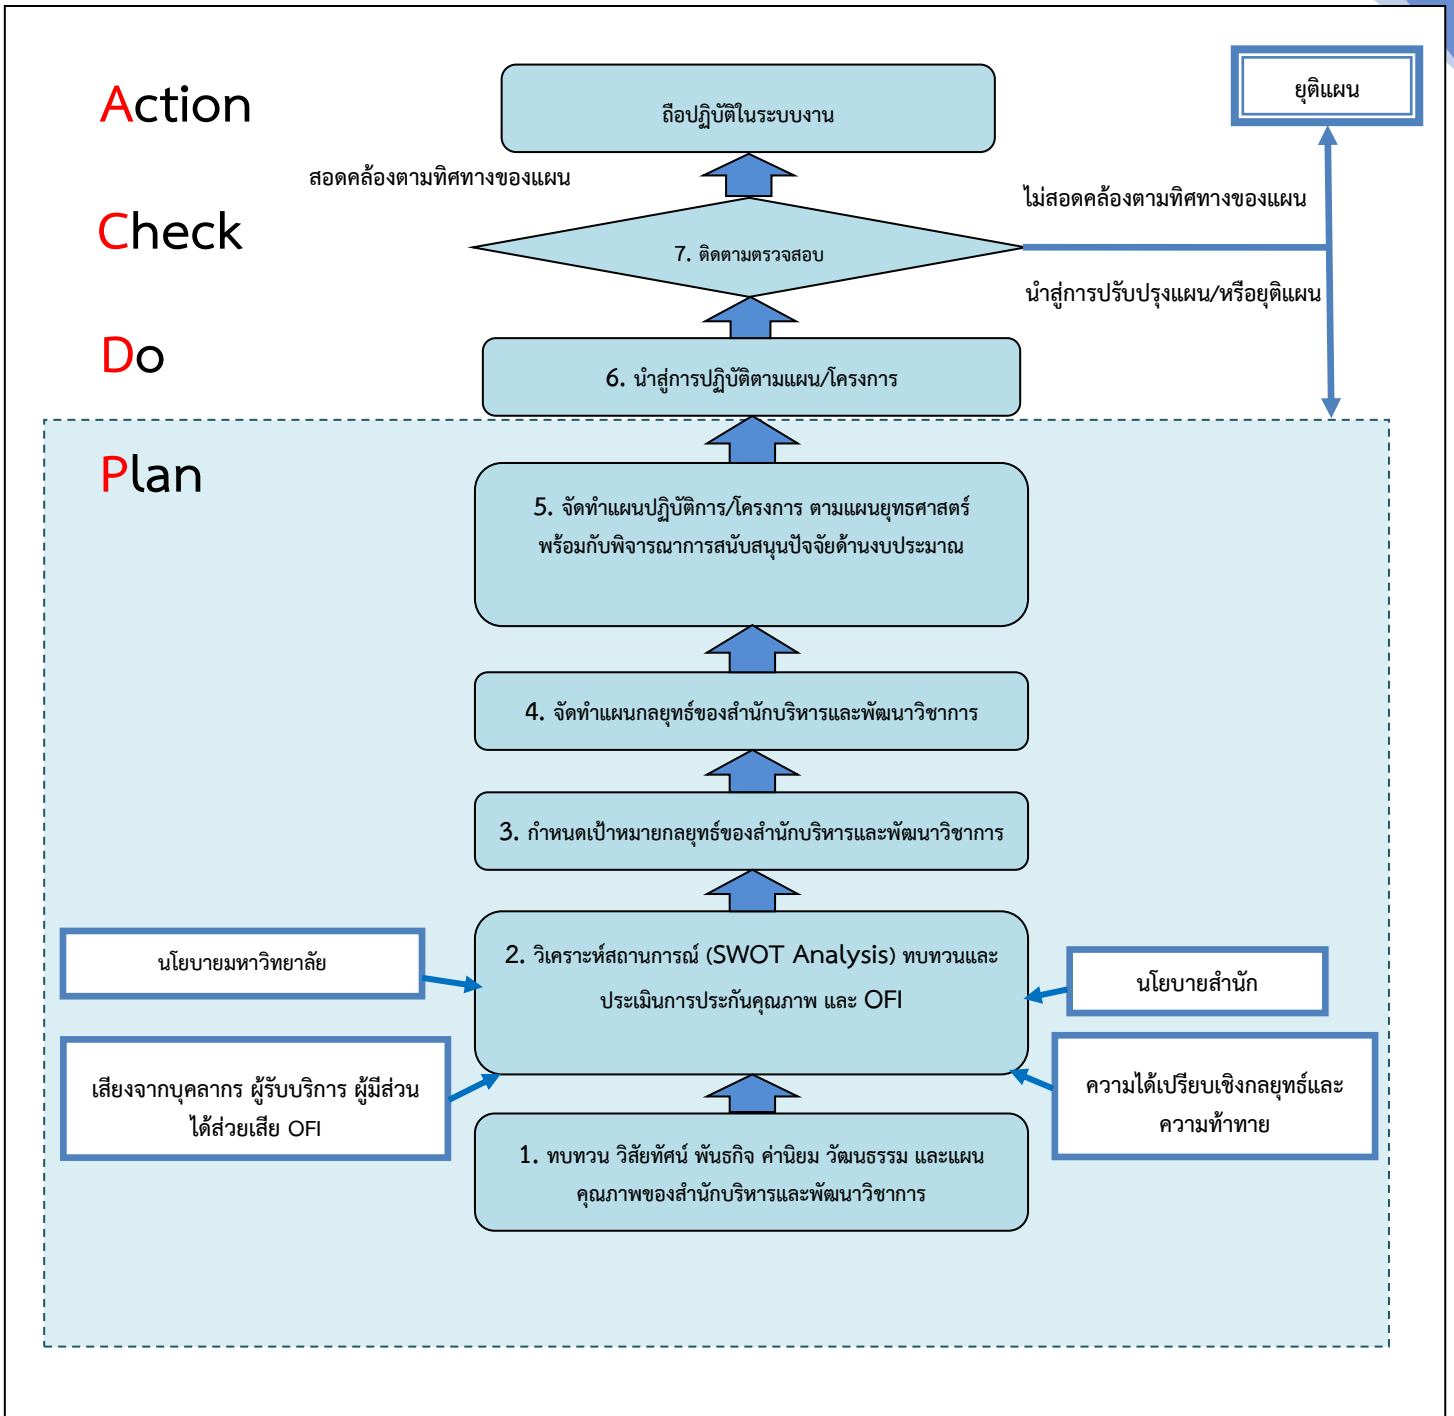 Action
ถือปฏิบัติในระบบงาน
ยุติแผน
สอดคล้องตามทิศทางของแผน
ไม่สอดคล้องตามทิศทางของแผน
Check
7. ติดตามตรวจสอบ
นำสู่การปรับปรุงแผน/หรือยุติแผน
Do
6. นำสู่การปฏิบัติตามแผน/โครงการ
Plan
5. จัดทำแผนปฏิบัติการ/โครงการ ตามแผนยุทธศาสตร์
พร้อมกับพิจารณาการสนับสนุนปัจจัยด้านงบประมาณ
4. จัดทำแผนกลยุทธ์ของสำนักบริหารและพัฒนาวิชาการ
3. กำหนดเป้าหมายกลยุทธ์ของสำนักบริหารและพัฒนาวิชาการ
นโยบายมหาวิทยาลัย
2. วิเคราะห์สถานการณ์ (SWOT Analysis) ทบทวนและ
ประเมินการประกันคุณภาพ และ OFI
นโยบายสำนัก
เสียงจากบุคลากร ผู้รับบริการ ผู้มีส่วน
ได้ส่วยเสีย OFI
ความได้เปรียบเชิงกลยุทธ์และ
ความท้าทาย
1. ทบทวน วิสัยทัศน์ พันธกิจ ค่านิยม วัฒนธรรม และแผน
คุณภาพของสำนักบริหารและพัฒนาวิชาการ